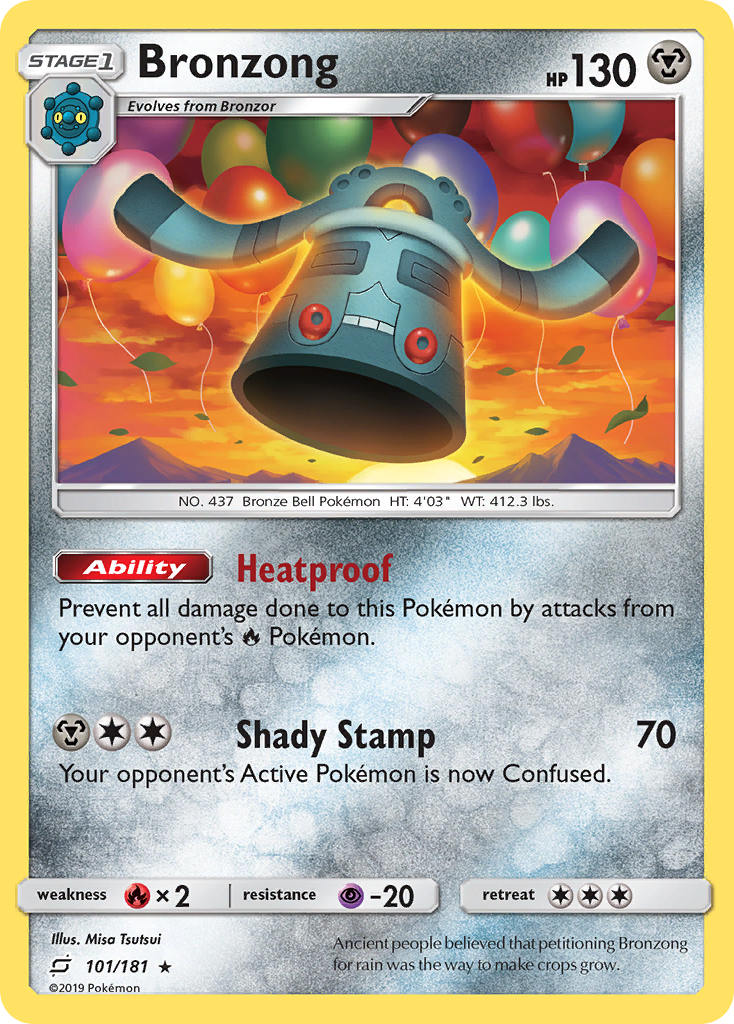 STAGE1
Bronzong
HP 130
Evolves from Bronzor
NO. 437 Bronze Bell Pokémon HT: 4'03" WT: 412.3 lbs.
Ability Heatproof
Prevent all damage done to this Pokémon by attacks from
your opponent's Pokémon.
Shady Stamp 70
Your opponent's Active Pokémon is now Confused.
weakness ×2 resistance -20 retreat
Illus. Misa Tsutsui
101/181 ★
©2019 Pokémon
Ancient people believed that petitioning Bronzong
for rain was the way to make crops grow.